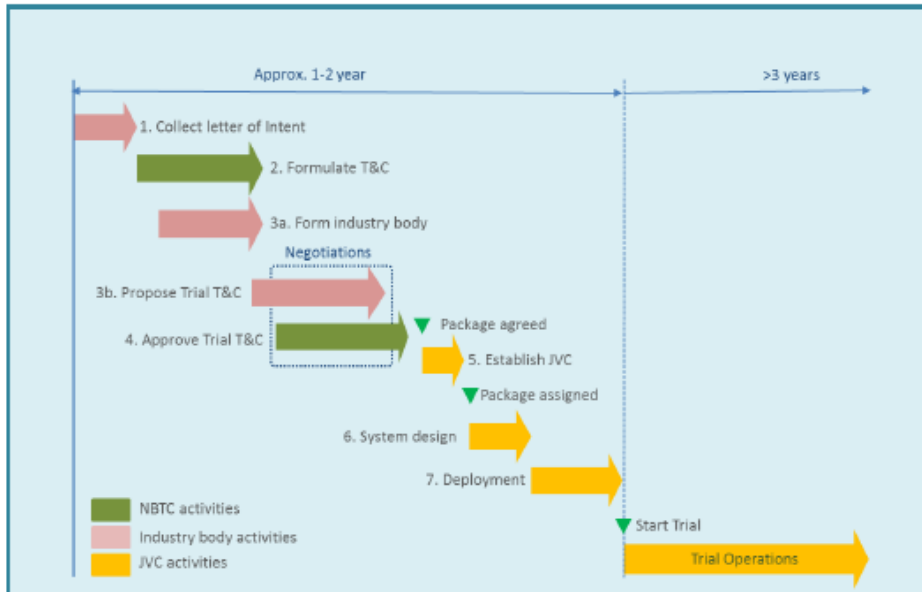 Approx. 1-2 year
>3 years
1. Collect letter of Intent
2. Formulate T&C
3a. Form industry body
Negotiations
3b. Propose Trial T&C
Package agreed
4. Approve Trial T&C
5. Establish JVC
Package assigned
6. System design
7. Deployment
NBTC activities
Start Trial
Industry body activities
JVC activities
Trial Operations